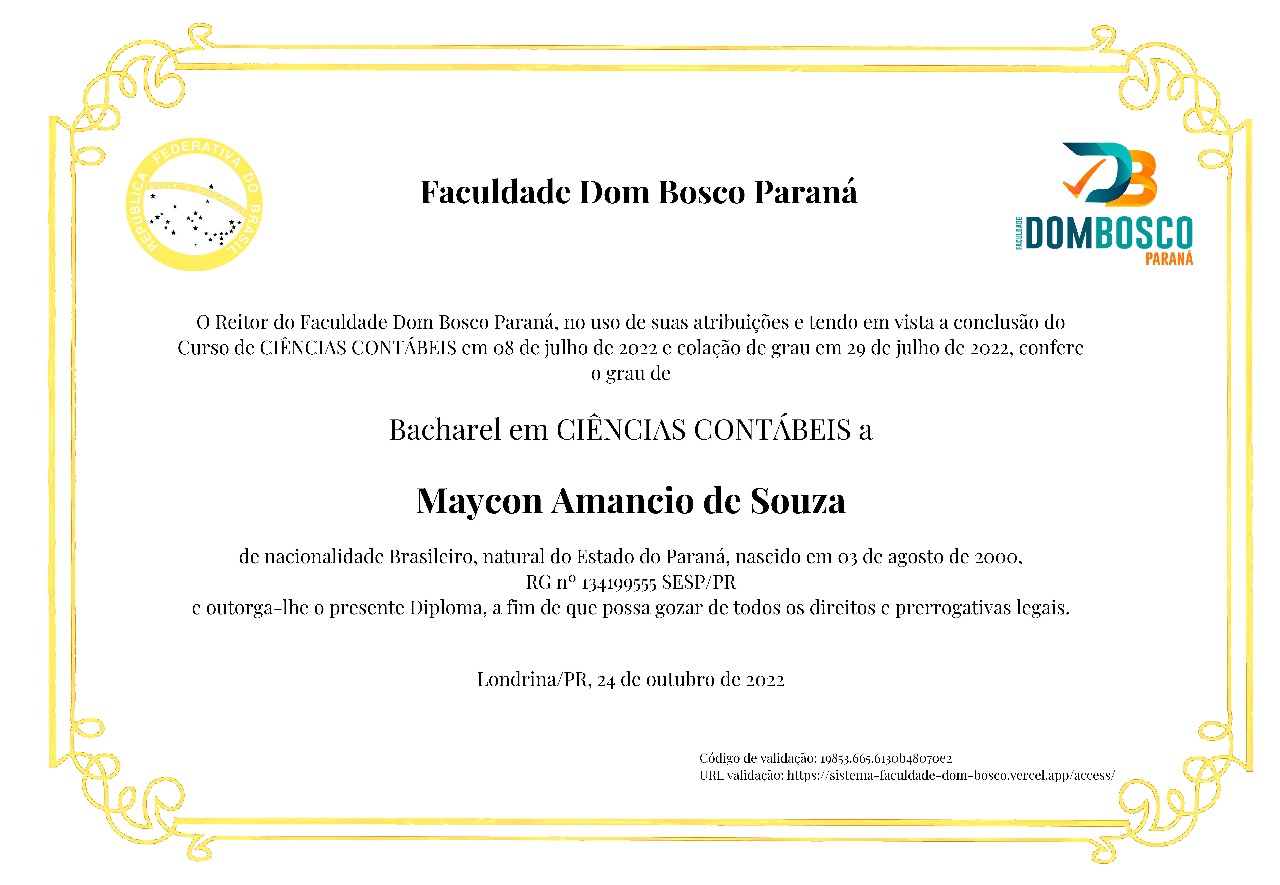 REPÚBLICA FEDERATIVA DO BRASIL
Faculdade Dom Bosco Paraná
DB
FACULDADE
DOMBOSCO
PARANÁ
O Reitor do Faculdade Dom Bosco Paraná, no uso de suas atribuições e tendo em vista a conclusão do
Curso de CIÊNCIAS CONTÁBEIS em 08 de julho de 2022 e colação de grau em 29 de julho de 2022, confere
o grau de
Bacharel em CIÊNCIAS CONTÁBEIS a
Maycon Amancio de Souza
de nacionalidade Brasileiro, natural do Estado do Paraná, nascido em 03 de agosto de 2000,
RG nº 134199555 SESP/PR
e outorga-lhe o presente Diploma, a fim de que possa gozar de todos os direitos e prerrogativas legais.
Londrina/PR, 24 de outubro de 2022
Código de validação: 19853.665.6130b48070e2
URL validação: https://sistema-faculdade-dom-bosco.vercel.app/access/